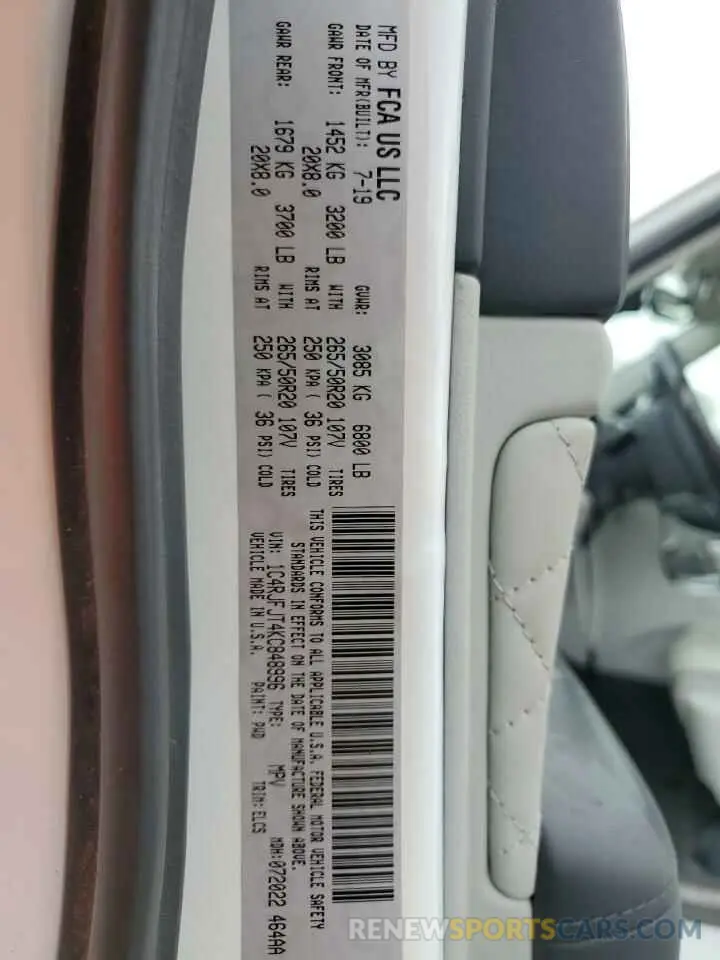 MFD BY FCA US LLC
DATE OF MFR(BUILT): 7-19 GVWR: 3085 KG 6800 LB
GAWR FRONT: 1452 KG 3200 LB WITH 265/50R20 107V TIRES
20X8.0 RIMS AT 250 KPA ( 36 PSI) COLD
GAWR REAR: 1679 KG 3700 LB WITH 265/50R20 107V TIRES
20X8.0 RIMS AT 250 KPA ( 36 PSI) COLD
THIS VEHICLE CONFORMS TO ALL APPLICABLE U.S.A. FEDERAL MOTOR VEHICLE SAFETY
STANDARDS IN EFFECT ON THE DATE OF MANUFACTURE SHOWN ABOVE.
VIN: 1C4RJFJT4KC848996 TYPE: MPV MDH:072022 464AA
VEHICLE MADE IN U.S.A. PAINT: PWD TRIM:ELCS
RENEWSPORTSCARS.COM